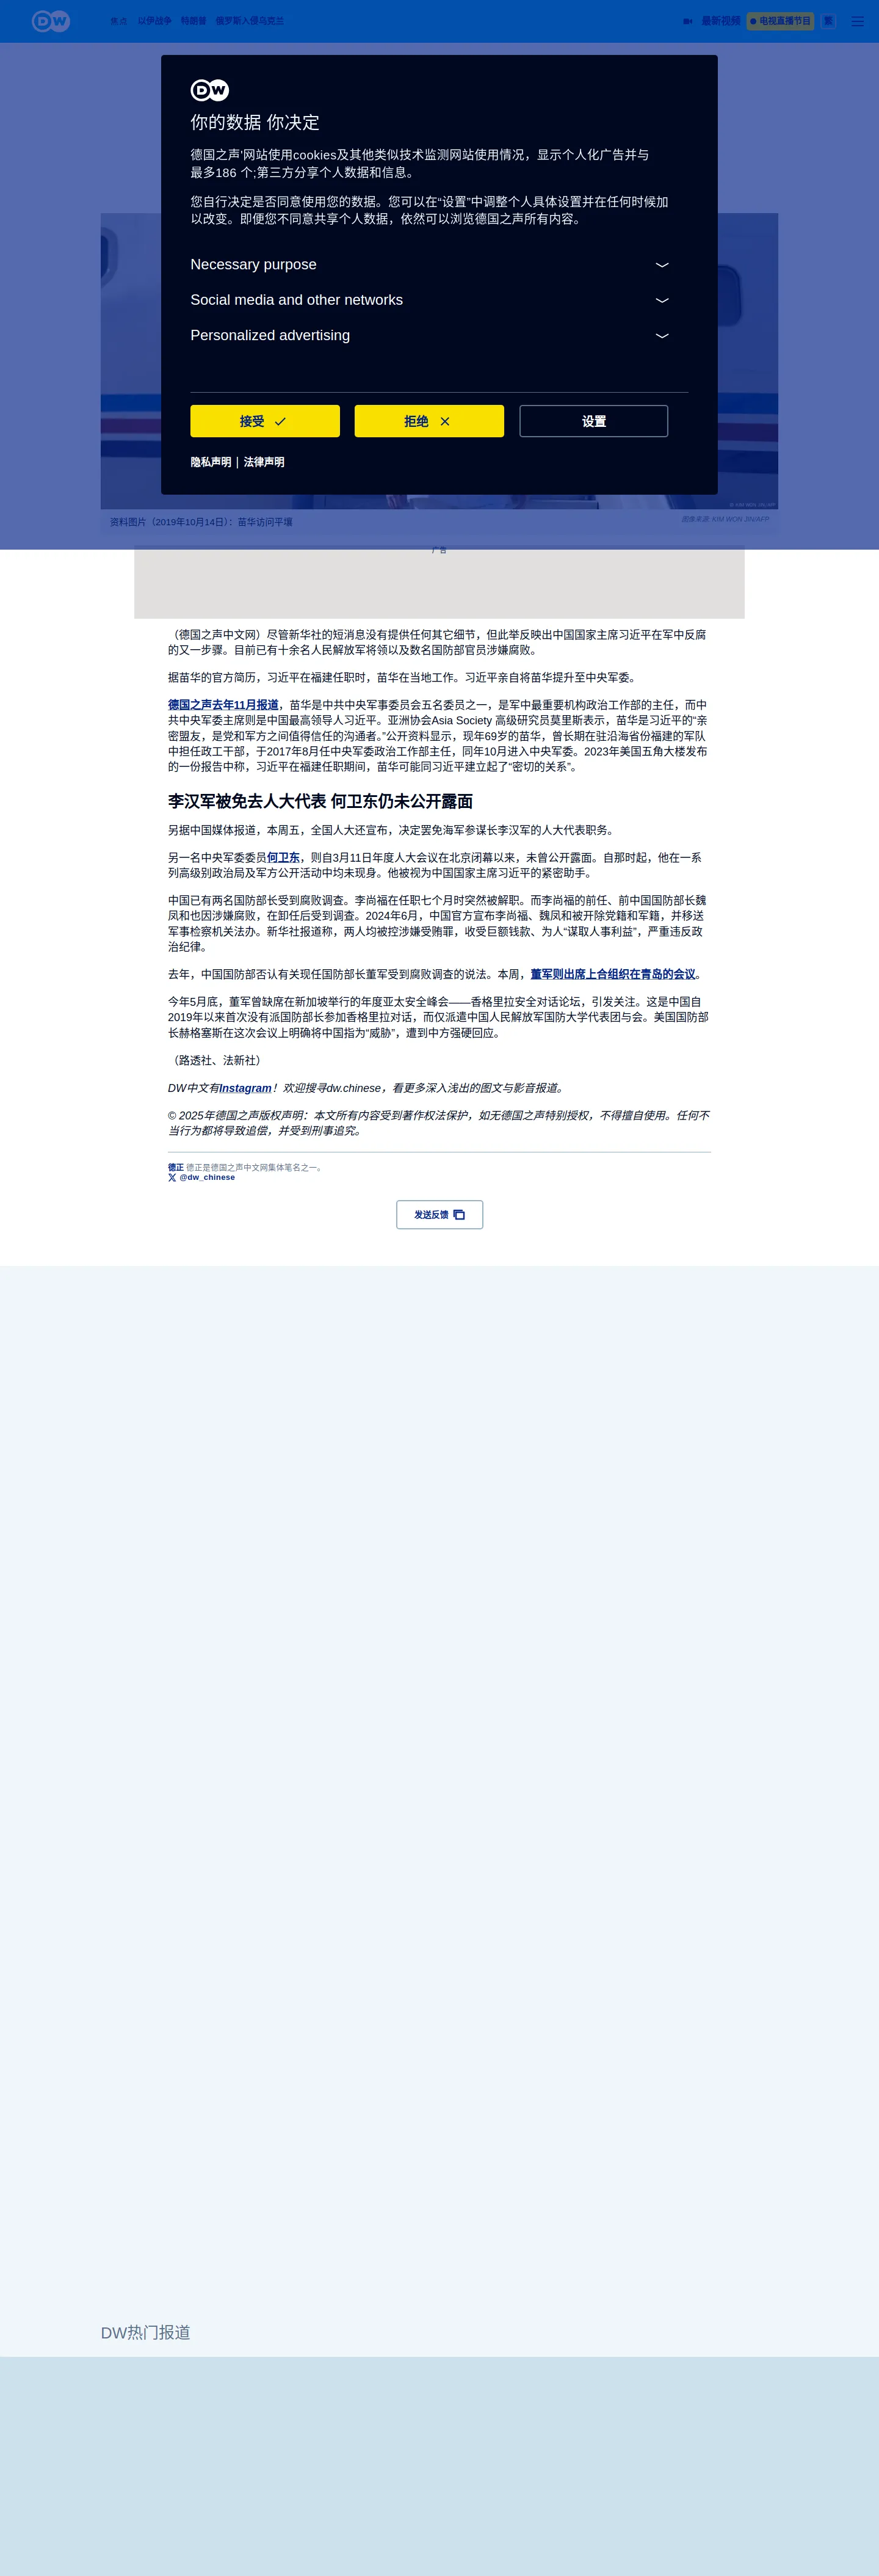 DW
焦点 以伊战争 特朗普 俄罗斯入侵乌克兰
最新视频 电视直播节目 繁
DW
你的数据 你决定
德国之声'网站使用cookies及其他类似技术监测网站使用情况，显示个人化广告并与
最多186 个;第三方分享个人数据和信息。
您自行决定是否同意使用您的数据。您可以在“设置”中调整个人具体设置并在任何时候加
以改变。即便您不同意共享个人数据，依然可以浏览德国之声所有内容。
Necessary purpose
Social media and other networks
Personalized advertising
接受
拒绝
设置
隐私声明 | 法律声明
资料图片（2019年10月14日）：苗华访问平壤
图像来源: KIM WON JIN/AFP
广告
（德国之声中文网）尽管新华社的短消息没有提供任何其它细节，但此举反映出中国国家主席习近平在军中反腐
的又一步骤。目前已有十余名人民解放军将领以及数名国防部官员涉嫌腐败。
据苗华的官方简历，习近平在福建任职时，苗华在当地工作。习近平亲自将苗华提升至中央军委。
德国之声去年11月报道，苗华是中共中央军事委员会五名委员之一，是军中最重要机构政治工作部的主任，而中
共中央军委主席则是中国最高领导人习近平。亚洲协会Asia Society 高级研究员莫里斯表示，苗华是习近平的“亲
密盟友，是党和军方之间值得信任的沟通者。”公开资料显示，现年69岁的苗华，曾长期在驻沿海省份福建的军队
中担任政工干部，于2017年8月任中央军委政治工作部主任，同年10月进入中央军委。2023年美国五角大楼发布
的一份报告中称，习近平在福建任职期间，苗华可能同习近平建立起了“密切的关系”。
李汉军被免去人大代表 何卫东仍未公开露面
另据中国媒体报道，本周五，全国人大还宣布，决定罢免海军参谋长李汉军的人大代表职务。
另一名中央军委委员何卫东，则自3月11日年度人大会议在北京闭幕以来，未曾公开露面。自那时起，他在一系
列高级别政治局及军方公开活动中均未现身。他被视为中国国家主席习近平的紧密助手。
中国已有两名国防部长受到腐败调查。李尚福在任职七个月时突然被解职。而李尚福的前任、前中国国防部长魏
凤和也因涉嫌腐败，在卸任后受到调查。2024年6月，中国官方宣布李尚福、魏凤和被开除党籍和军籍，并移送
军事检察机关法办。新华社报道称，两人均被控涉嫌受贿罪，收受巨额钱款、为人“谋取人事利益”，严重违反政
治纪律。
去年，中国国防部否认有关现任国防部长董军受到腐败调查的说法。本周，董军则出席上合组织在青岛的会议。
今年5月底，董军曾缺席在新加坡举行的年度亚太安全峰会——香格里拉安全对话论坛，引发关注。这是中国自
2019年以来首次没有派国防部长参加香格里拉对话，而仅派遣中国人民解放军国防大学代表团与会。美国国防部
长赫格塞斯在这次会议上明确将中国指为“威胁”，遭到中方强硬回应。
（路透社、法新社）
DW中文有Instagram！欢迎搜寻dw.chinese，看更多深入浅出的图文与影音报道。
© 2025年德国之声版权声明：本文所有内容受到著作权法保护，如无德国之声特别授权，不得擅自使用。任何不
当行为都将导致追偿，并受到刑事追究。
德正 德正是德国之声中文网集体笔名之一。
@dw_chinese
发送反馈
DW热门报道